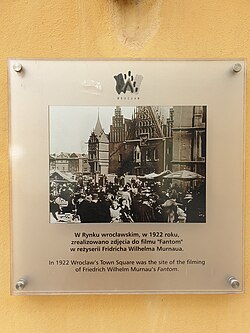 WROCŁAW
W Rynku wrocławskim, w 1922 roku,
zrealizowano zdjęcia do filmu "Fantom"
w reżyserii Fridricha Wilhelma Murnaua.
In 1922 Wrocław's Town Square was the site of the filming
of Friedrich Wilhelm Murnau's Fantom.